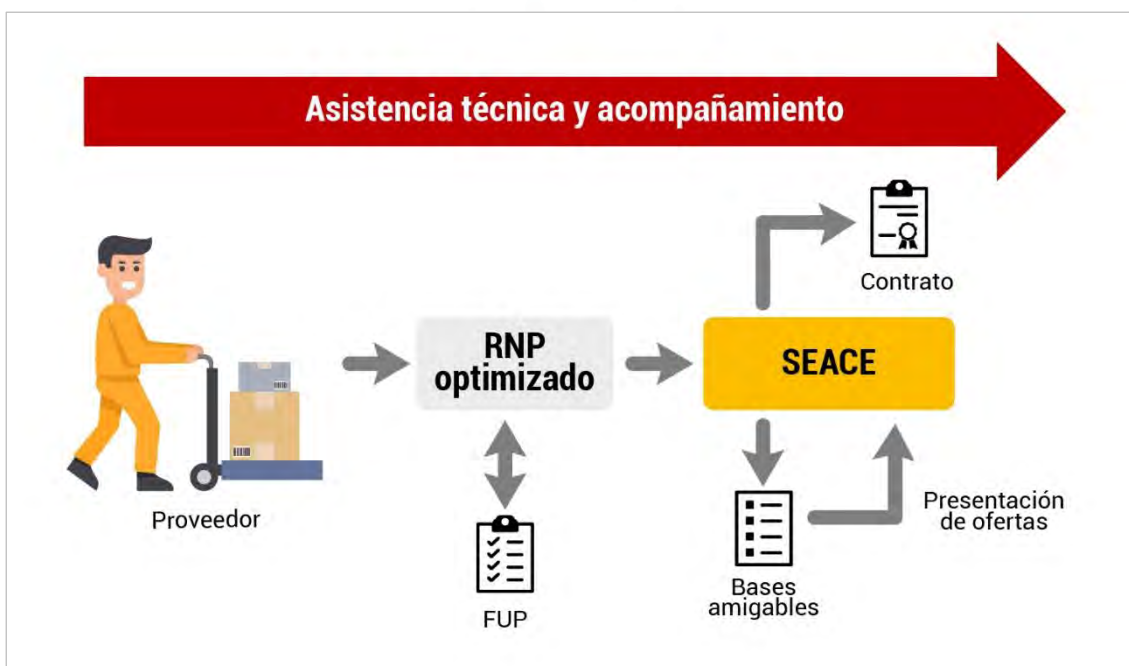 Asistencia técnica y acompañamiento
Contrato
RNP
optimizado
SEACE
Proveedor
Presentación
de ofertas
FUP
Bases
amigables